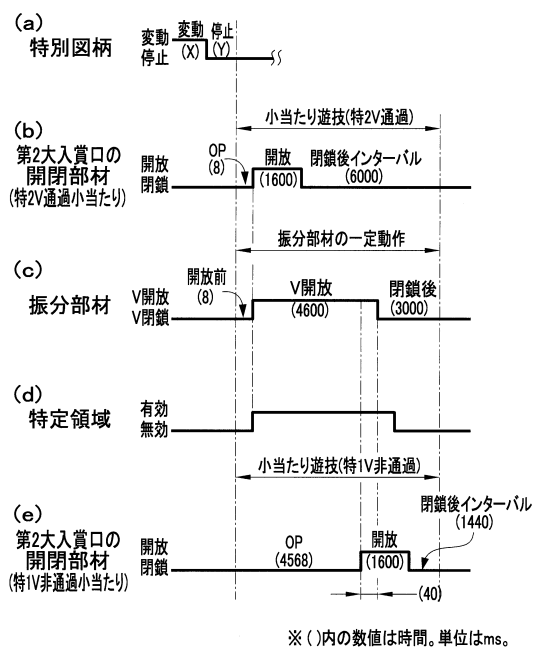 (a)
特別図柄
変動
停止
変動
(X)
停止
(Y)
小当たり遊技(特2V通過)
(b)
第2大入賞口の
開閉部材
(特2V通過小当たり)
開放
閉鎖
OP
(8)
開放
(1600)
閉鎖後インターバル
(6000)
振分部材の一定動作
(c)
振分部材
V開放
V閉鎖
開放前
(8)
V開放
(4600)
閉鎖後
(3000)
(d)
特定領域
有効
無効
小当たり遊技(特1V非通過)
(e)
第2大入賞口の
開閉部材
(特1V非通過小当たり)
開放
閉鎖
OP
(4568)
開放
(1600)
閉鎖後インターバル
(1440)
(40)
※( )内の数値は時間。単位はms。